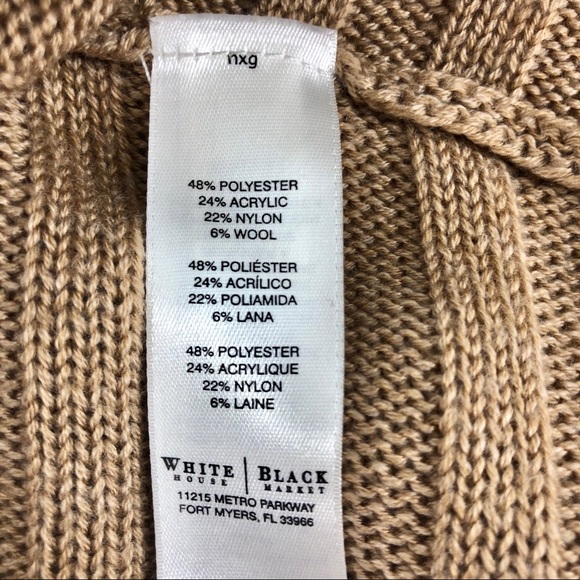 nxg
48% POLYESTER
24% ACRYLIC
22% NYLON
6% WOOL
48% POLIÉSTER
24% ACRÍLICO
22% POLIAMIDA
6% LANA
48% POLYESTER
24% ACRYLIQUE
22% NYLON
6% LAINE
WHITE | BLACK
HOUSE | MARKET
11215 METRO PARKWAY
FORT MYERS, FL 33966